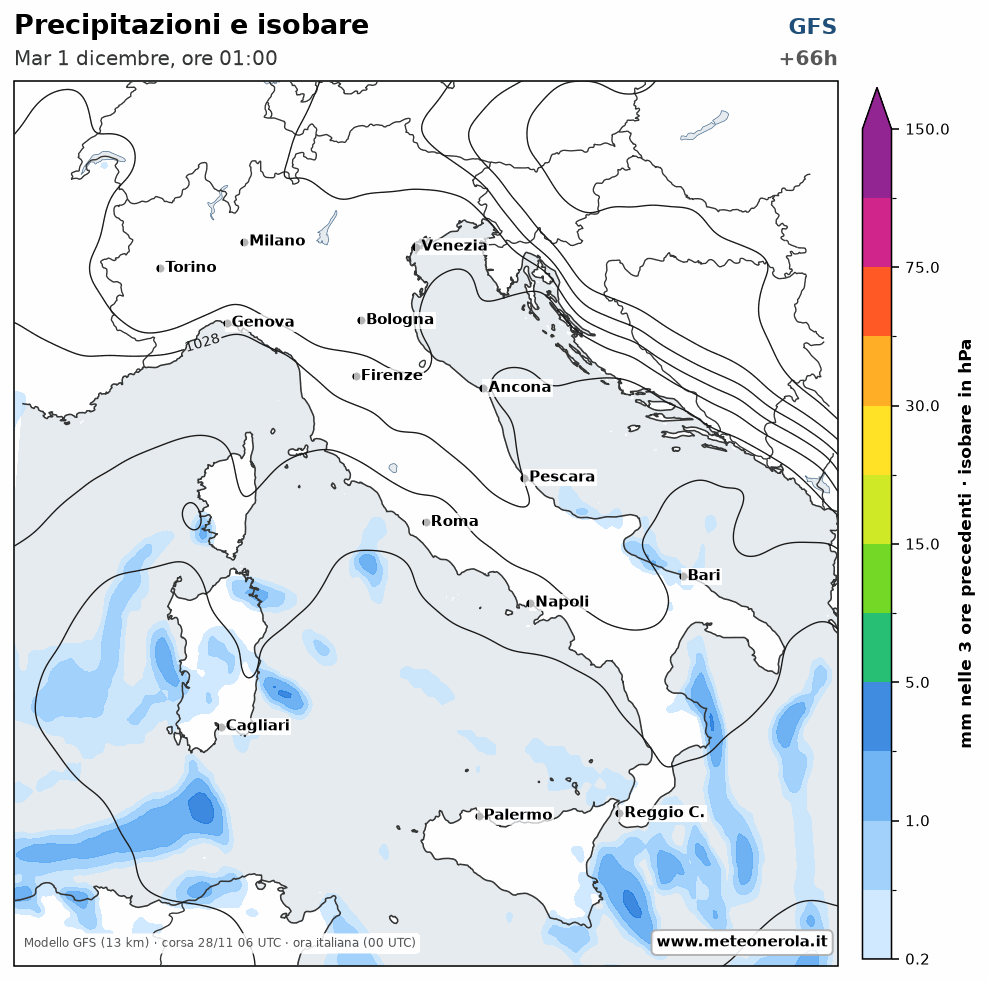 Precipitazioni e isobare
GFS
Mar 1 dicembre, ore 01:00
+66h
150.0
75.0
30.0
15.0
5.0
1.0
0.2
mm nelle 3 ore precedenti · isobare in hPa
Milano
Venezia
Torino
Genova
Bologna
1028
Firenze
Ancona
Pescara
Roma
Bari
Napoli
Cagliari
Palermo
Reggio C.
Modello GFS (13 km) · corsa 28/11 06 UTC · ora italiana (00 UTC)
www.meteonerola.it